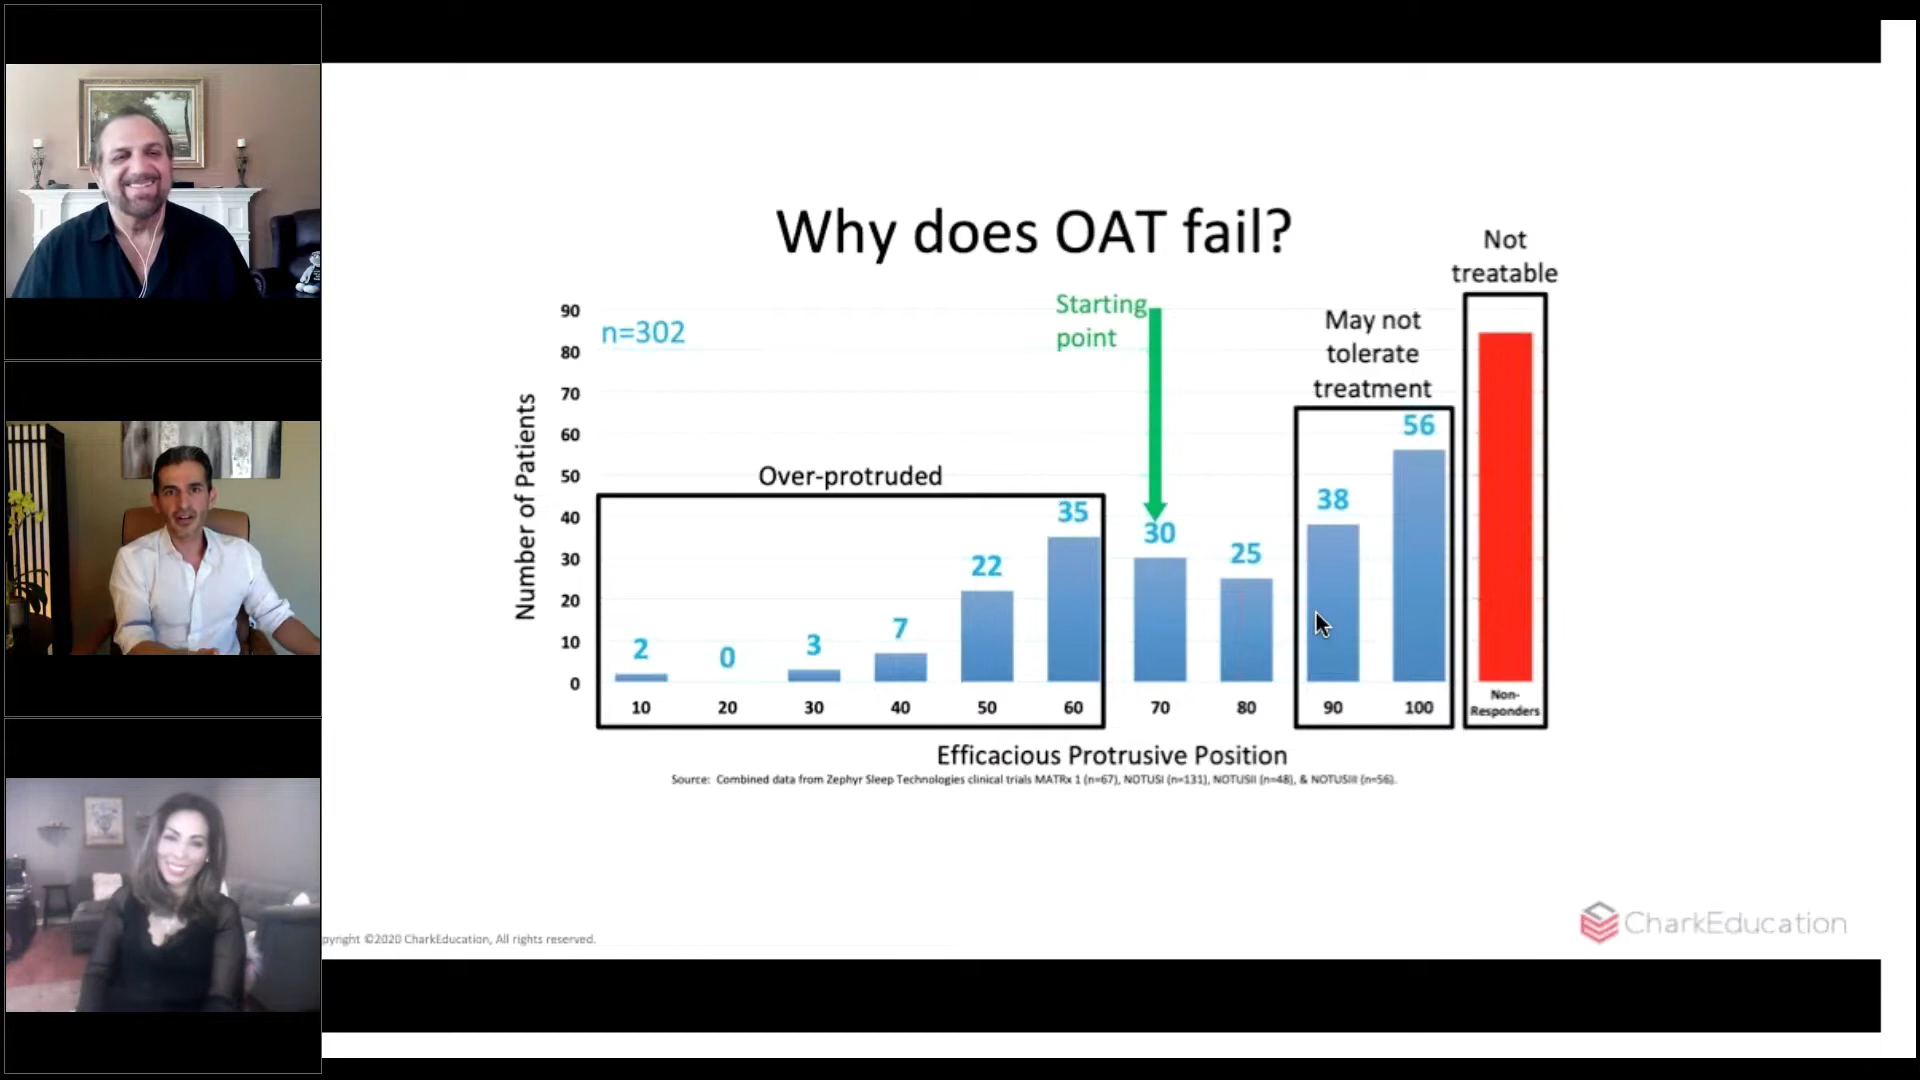 Why does OAT fail?
Not
treatable
Starting
point
May not
tolerate
treatment
n=302
Over-protruded
Number of Patients
90
80
70
60
50
40
30
20
10
0
2
0
3
7
22
35
30
25
38
56
10
20
30
40
50
60
70
80
90
100
Non-
Responders
Efficacious Protrusive Position
Source: Combined data from Zephyr Sleep Technologies clinical trials MATRx 1 (n=67), NOTUSI (n=131), NOTUSII (n=48), & NOTUSIII (n=56).
pyright ©2020 CharkEducation, All rights reserved.
CharkEducation